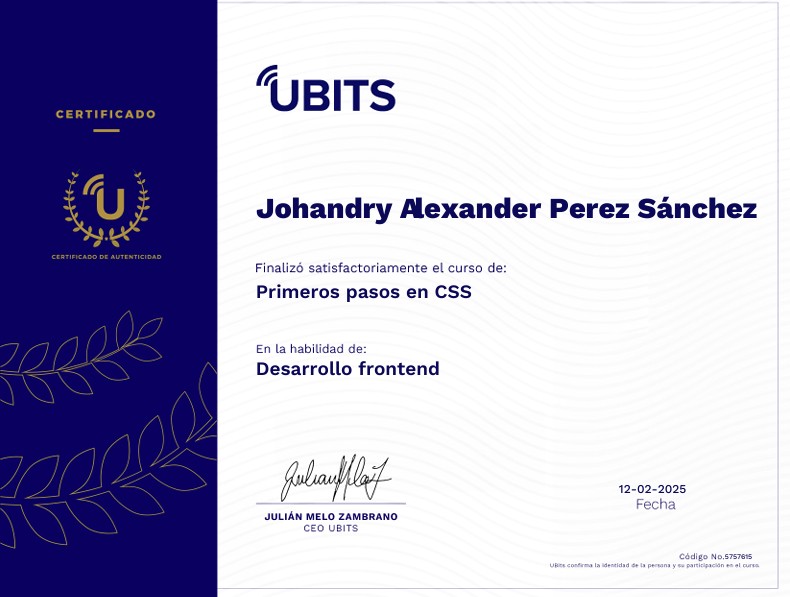 CERTIFICADO
U
CERTIFICADO DE AUTENTICIDAD
UBITS
Johandry Alexander Perez Sánchez
Finalizó satisfactoriamente el curso de:
Primeros pasos en CSS
En la habilidad de:
Desarrollo frontend
JULIÁN MELO ZAMBRANO
CEO UBITS
12-02-2025
Fecha
Código No.5757615
UBits confirma la identidad de la persona y su participación en el curso.